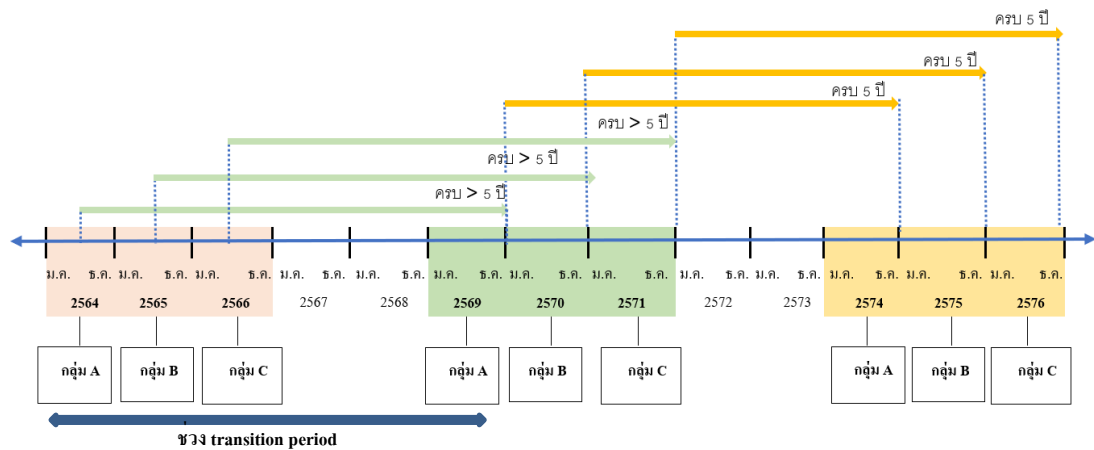 ครบ 5 ปี
ครบ 5 ปี
ครบ 5 ปี
ครบ > 5 ปี
ครบ > 5 ปี
ครบ > 5 ปี
ม.ค. ธ.ค. ม.ค. ธ.ค. ม.ค. ธ.ค. ม.ค. ธ.ค. ม.ค. ธ.ค. ม.ค. ธ.ค. ม.ค. ธ.ค. ม.ค. ธ.ค. ม.ค. ธ.ค. ม.ค. ธ.ค. ม.ค. ธ.ค. ม.ค. ธ.ค. ม.ค. ธ.ค.
2564 2565 2566 2567 2568 2569 2570 2571 2572 2573 2574 2575 2576
กลุ่ม A กลุ่ม B กลุ่ม C กลุ่ม A กลุ่ม B กลุ่ม C กลุ่ม A กลุ่ม B กลุ่ม C
ช่วง transition period